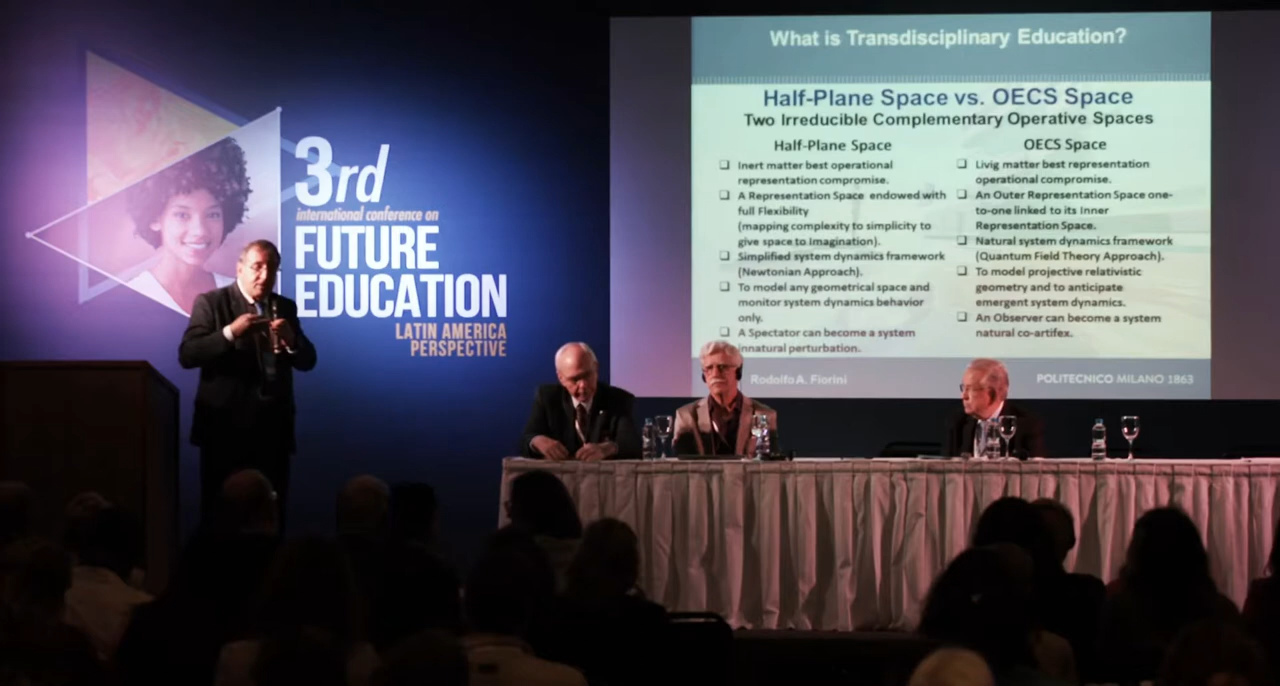 3rd
international conference on
FUTURE
EDUCATION
LATIN AMERICA
PERSPECTIVE
What is Transdisciplinary Education?
Half-Plane Space vs. OECS Space
Two Irreducible Complementary Operative Spaces
Half-Plane Space
❑ Inert matter best operational
representation compromise.
❑ A Representation Space endowed with
full Flexibility
(mapping complexity to simplicity to
give space to Imagination).
❑ Simplified system dynamics framework
(Newtonian Approach).
❑ To model any geometrical space and
monitor system dynamics behavior
only.
❑ A Spectator can become a system
innatural perturbation.
OECS Space
❑ Livig matter best representation
operational compromise.
❑ An Outer Representation Space one-
to-one linked to its Inner
Representation Space.
❑ Natural system dynamics framework
(Quantum Field Theory Approach).
❑ To model projective relativistic
geometry and to anticipate
emergent system dynamics.
❑ An Observer can become a system
natural co-artifex.
Rodolfo A. Fiorini
POLITECNICO MILANO 1863